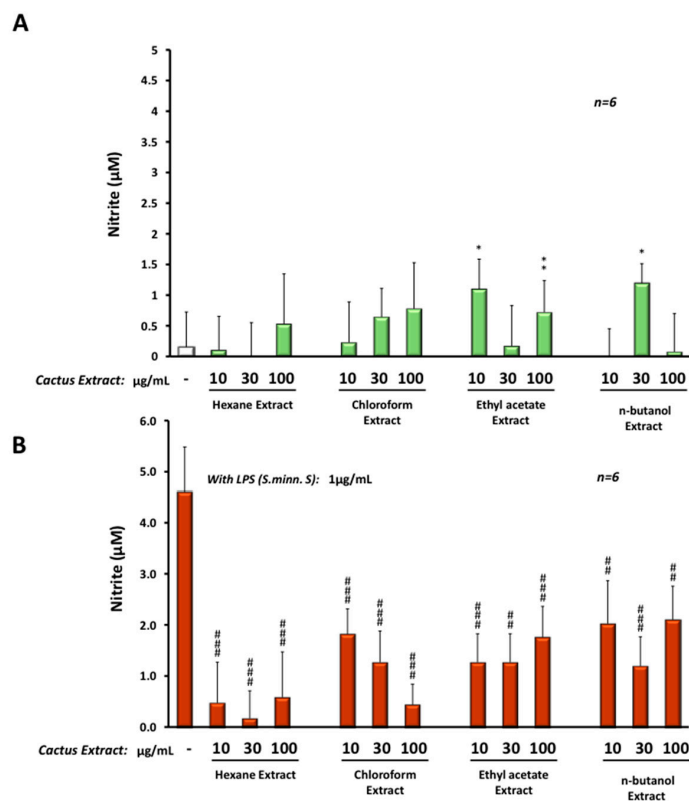 A
5
4.5
4
3.5
3
2.5
2
1.5
1
0.5
0
Nitrite (µM)
n=6
* ** *
Cactus Extract: µg/mL - 10 30 100 10 30 100 10 30 100 10 30 100
Hexane Extract Chloroform Extract Ethyl acetate Extract n-butanol Extract
B
6.0
5.0
4.0
3.0
2.0
1.0
0.0
Nitrite (µM)
With LPS (S.minn. S): 1µg/mL
n=6
### ### ### ### ### ### ### ## ### ## ### ##
Cactus Extract: µg/mL - 10 30 100 10 30 100 10 30 100 10 30 100
Hexane Extract Chloroform Extract Ethyl acetate Extract n-butanol Extract